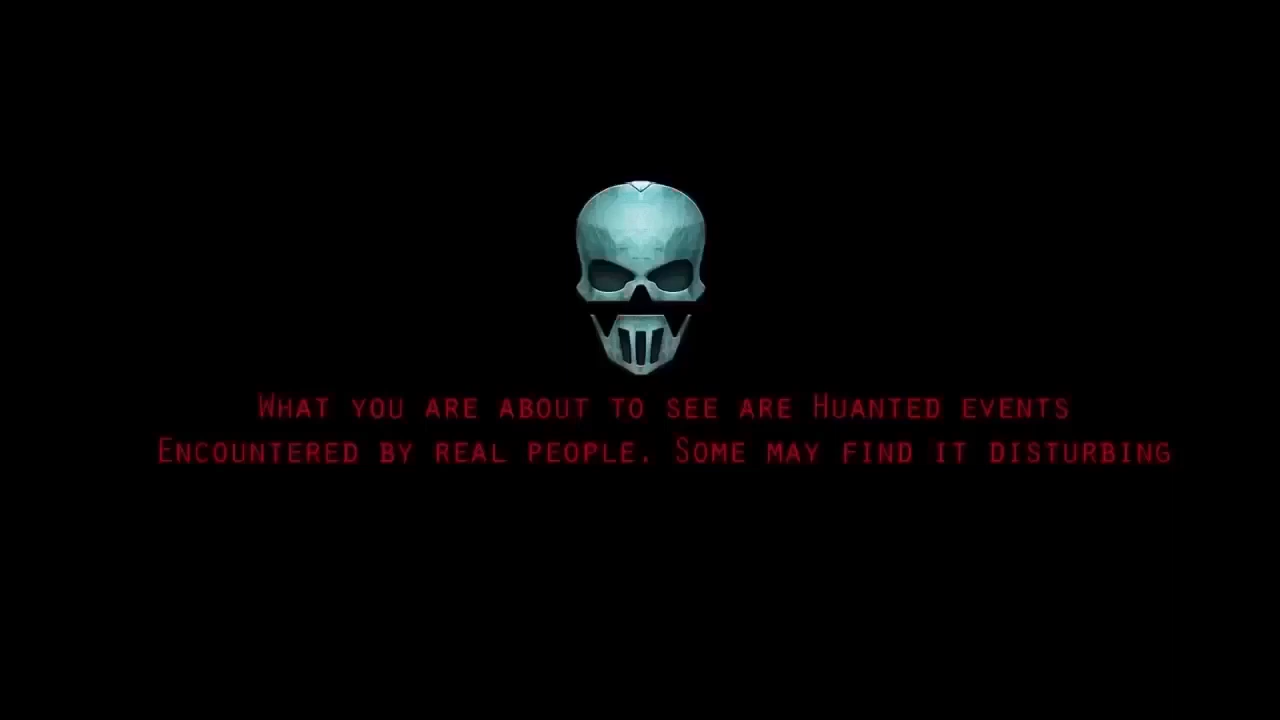 What you are about to see are Huanted events
Encountered by real people. Some may find it disturbing